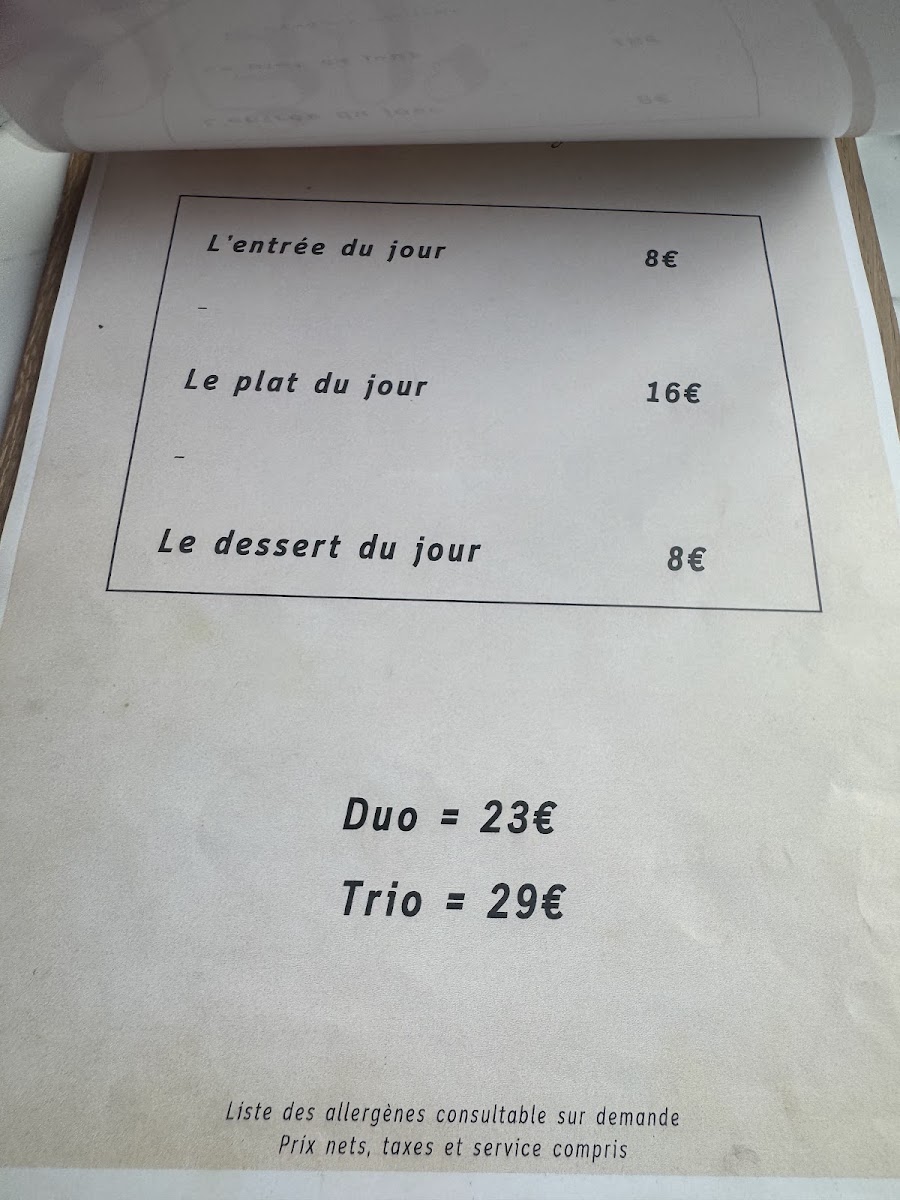 L'entrée du jour 8€
-
Le plat du jour 16€
-
Le dessert du jour 8€
Duo = 23€
Trio = 29€
Liste des allergènes consultable sur demande
Prix nets, taxes et service compris